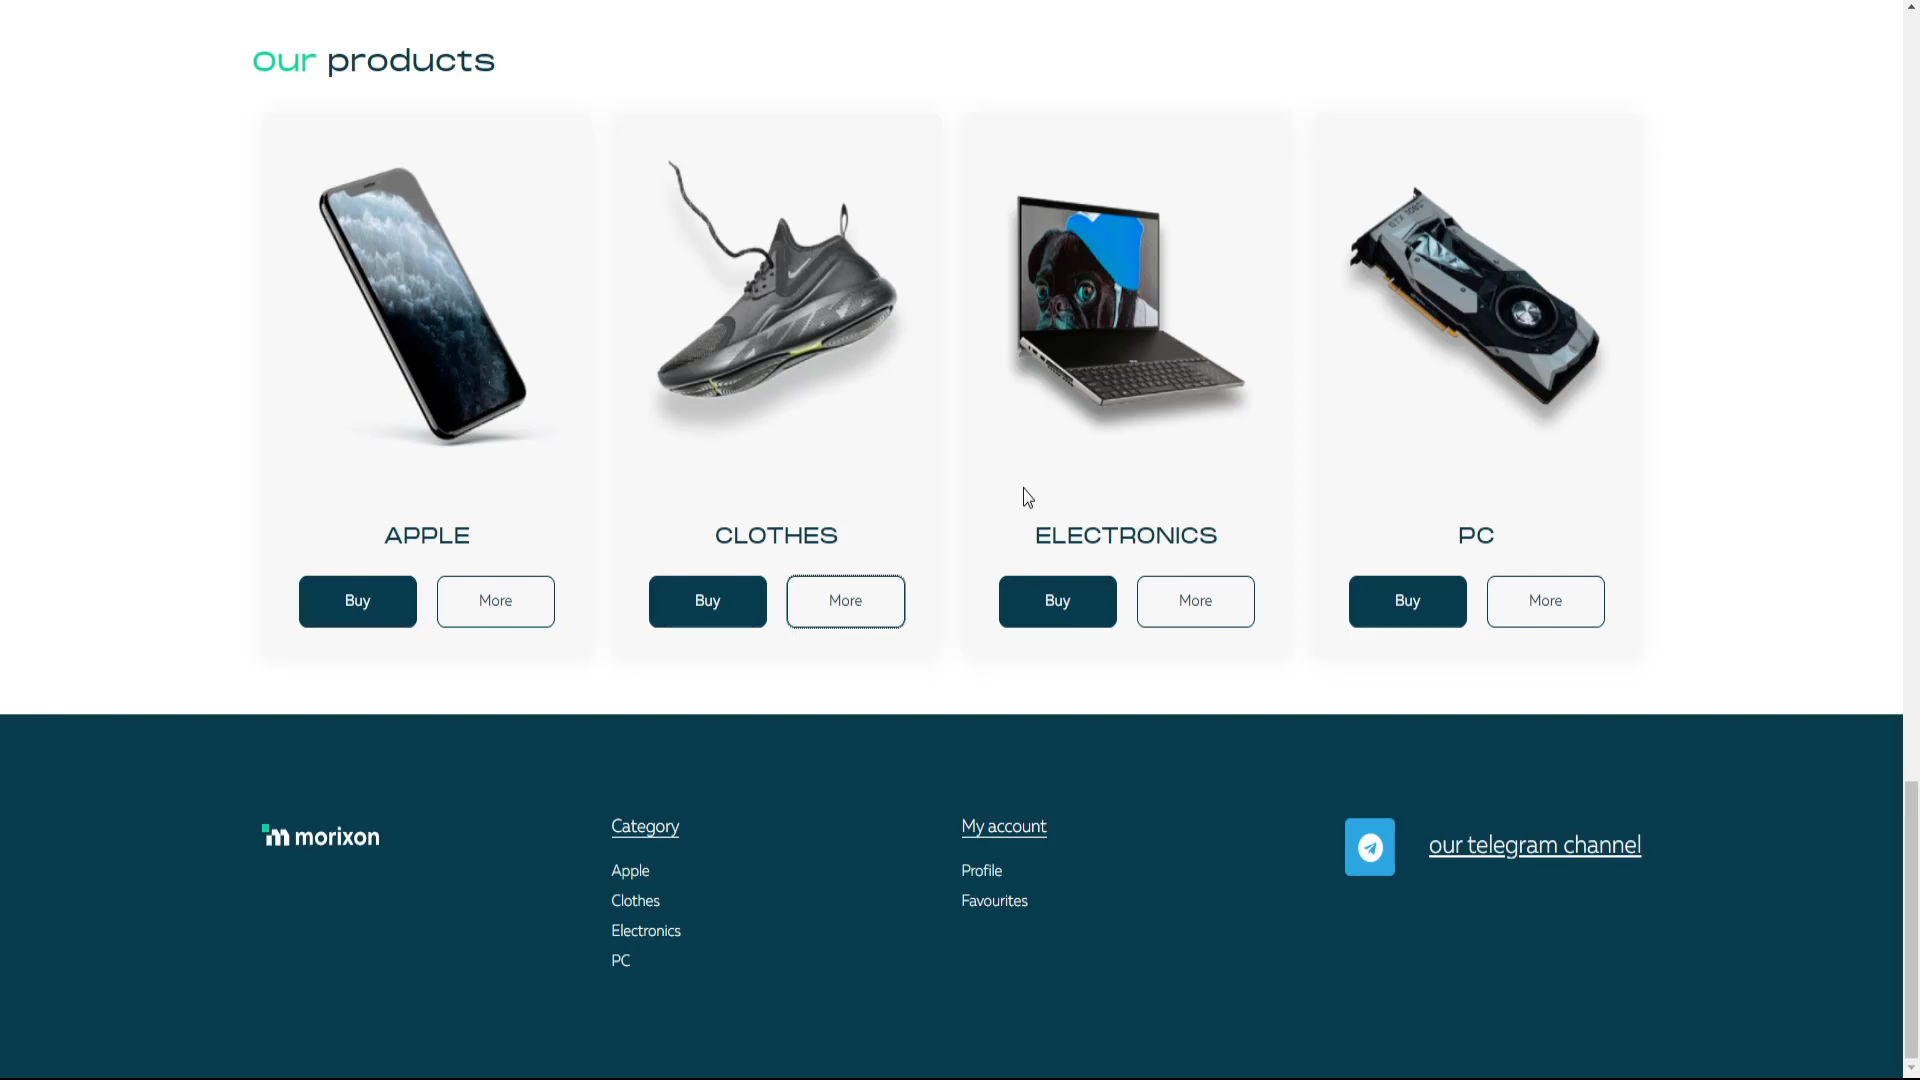 our products
APPLE
CLOTHES
ELECTRONICS
PC
Buy
More
Buy
More
Buy
More
Buy
More
morixon
Category
Apple
Clothes
Electronics
PC
My account
Profile
Favourites
our telegram channel